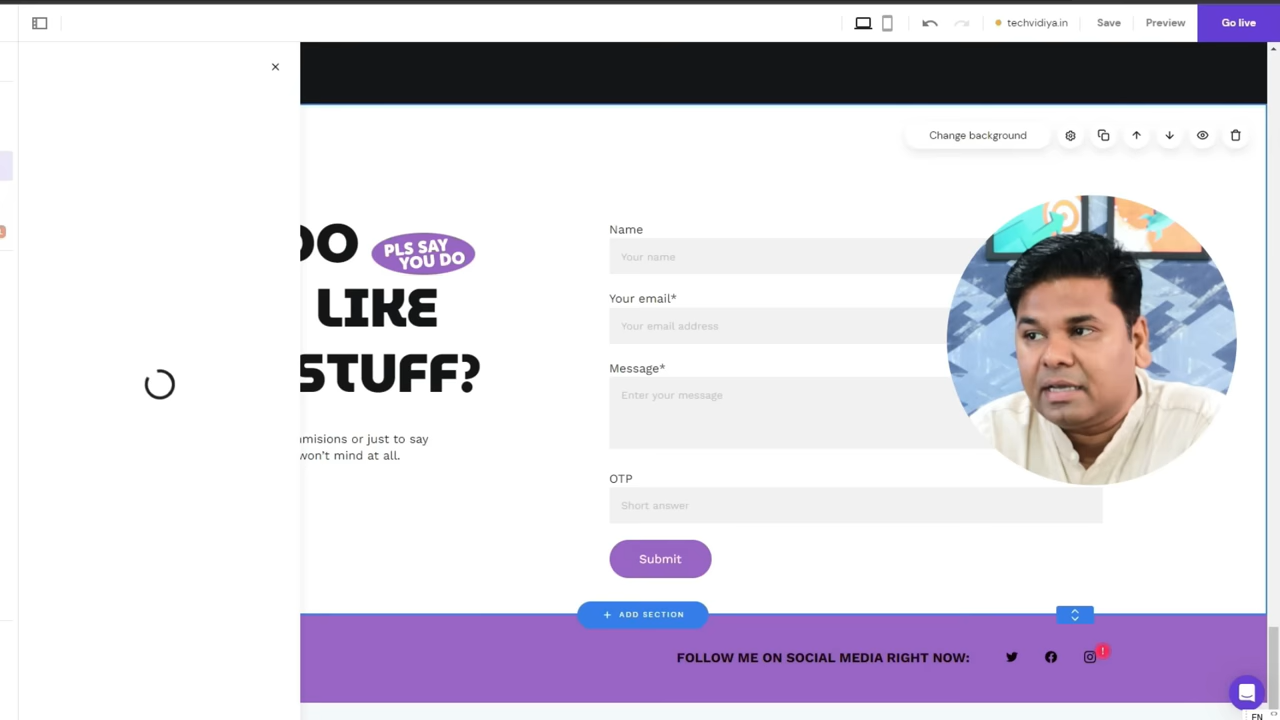 techvidiya.in
Save
Preview
Go live
Change background
DO
PLS SAY
YOU DO
LIKE
STUFF?
mmisions or just to say
won't mind at all.
Name
Your name
Your email*
Your email address
Message*
Enter your message
OTP
Short answer
Submit
+ ADD SECTION
FOLLOW ME ON SOCIAL MEDIA RIGHT NOW:
!
EN